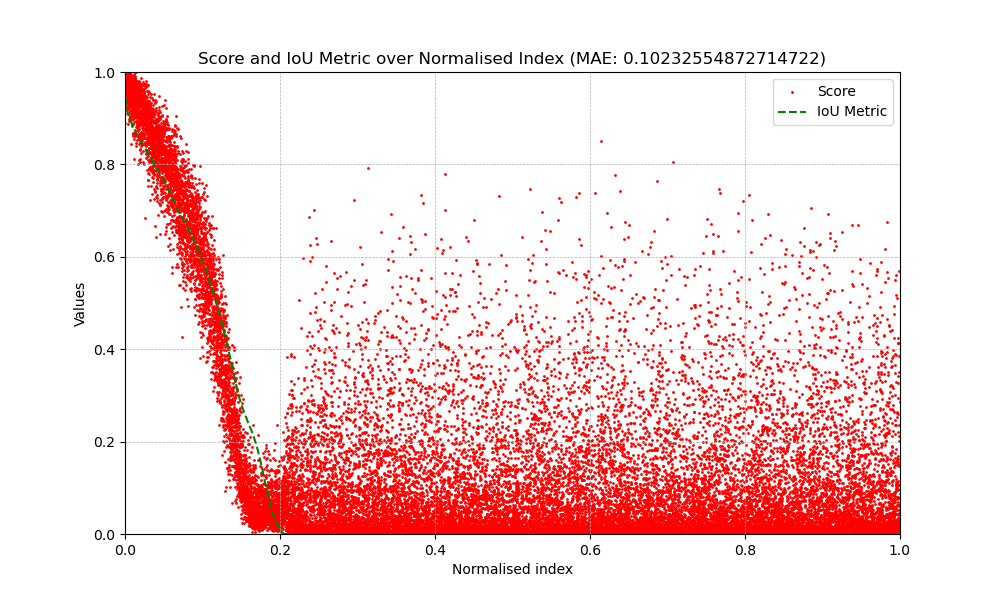 Score and IoU Metric over Normalised Index (MAE: 0.10232554872714722)
Score
IoU Metric
Values
1.0
0.8
0.6
0.4
0.2
0.0
0.0 0.2 0.4 0.6 0.8 1.0
Normalised index